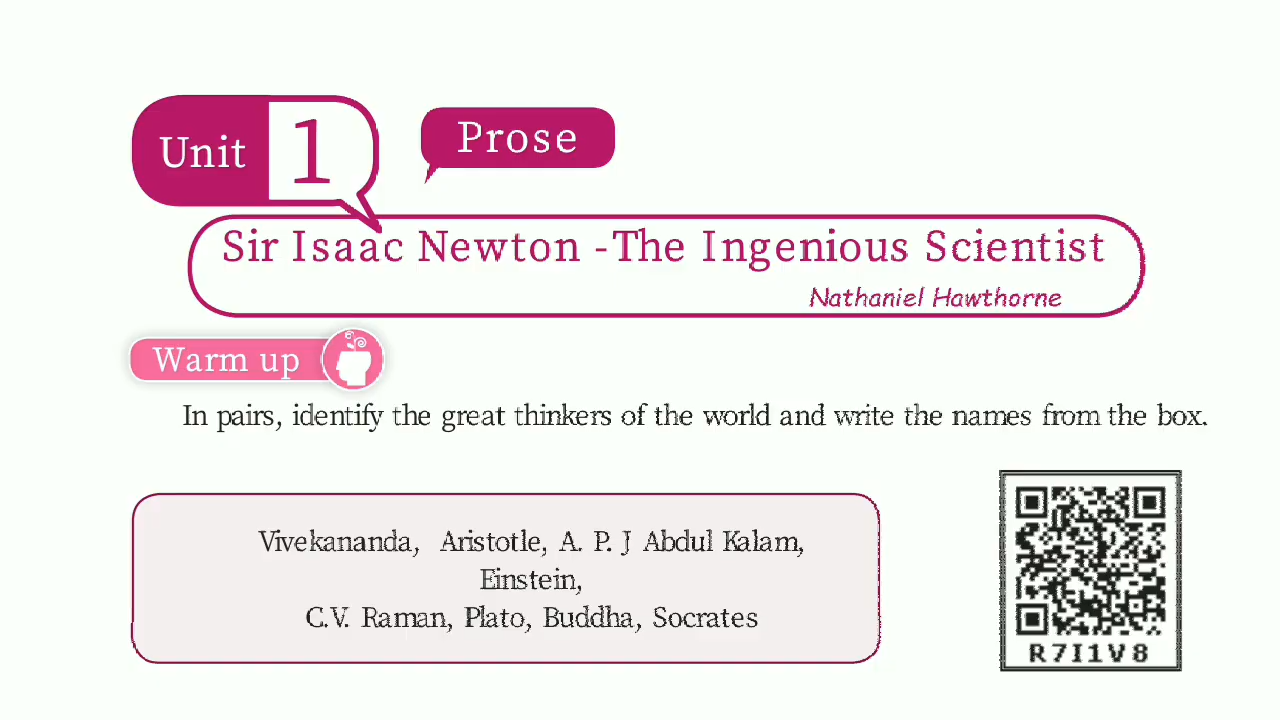 Unit 1
Prose
Sir Isaac Newton -The Ingenious Scientist
Nathaniel Hawthorne
Warm up
In pairs, identify the great thinkers of the world and write the names from the box.
Vivekananda, Aristotle, A. P. J Abdul Kalam,
Einstein,
C.V. Raman, Plato, Buddha, Socrates
R7I1V8